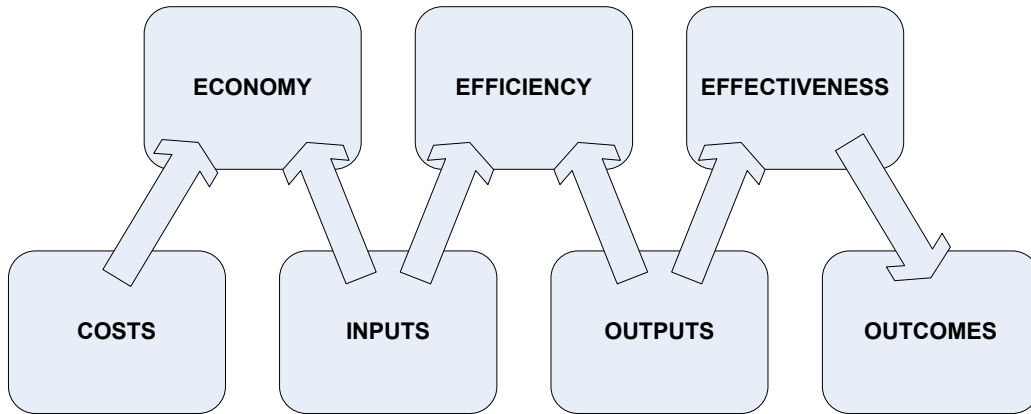 ECONOMY
EFFICIENCY
EFFECTIVENESS
COSTS
INPUTS
OUTPUTS
OUTCOMES